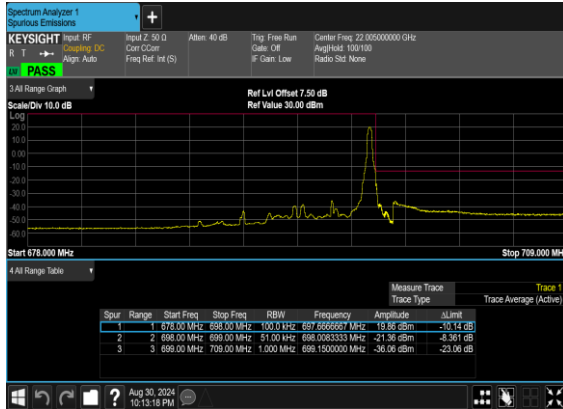 Spectrum Analyzer 1
Spurious Emissions
+
KEYSIGHT Input: RF Input Z: 50 Ω Atten: 40 dB Trig: Free Run Center Freq: 22.005000000 GHz
R T Coupling: DC Corr CCorr Gate: Off Avg|Hold: 100/100
Align: Auto Freq Ref: Int (S) IF Gain: Low Radio Std: None
LXI PASS
3 All Range Graph
Ref Lvl Offset 7.50 dB
Scale/Div 10.0 dB Ref Value 30.00 dBm
Log
20.0
10.0
0.00
-10.0
-20.0
-30.0
-40.0
-50.0
-60.0
Start 678.000 MHz Stop 709.000 MHz
4 All Range Table
Measure Trace Trace 1
Trace Type Trace Average (Active)
Spur Range Start Freq Stop Freq RBW Frequency Amplitude ΔLimit
1 1 678.00 MHz 698.00 MHz 100.0 kHz 697.6666667 MHz 19.86 dBm -10.14 dB
2 2 698.00 MHz 699.00 MHz 51.00 kHz 698.0083333 MHz -21.36 dBm -8.361 dB
3 3 699.00 MHz 709.00 MHz 1.000 MHz 699.1500000 MHz -36.06 dBm -23.06 dB
? Aug 30, 2024
10:13:18 PM